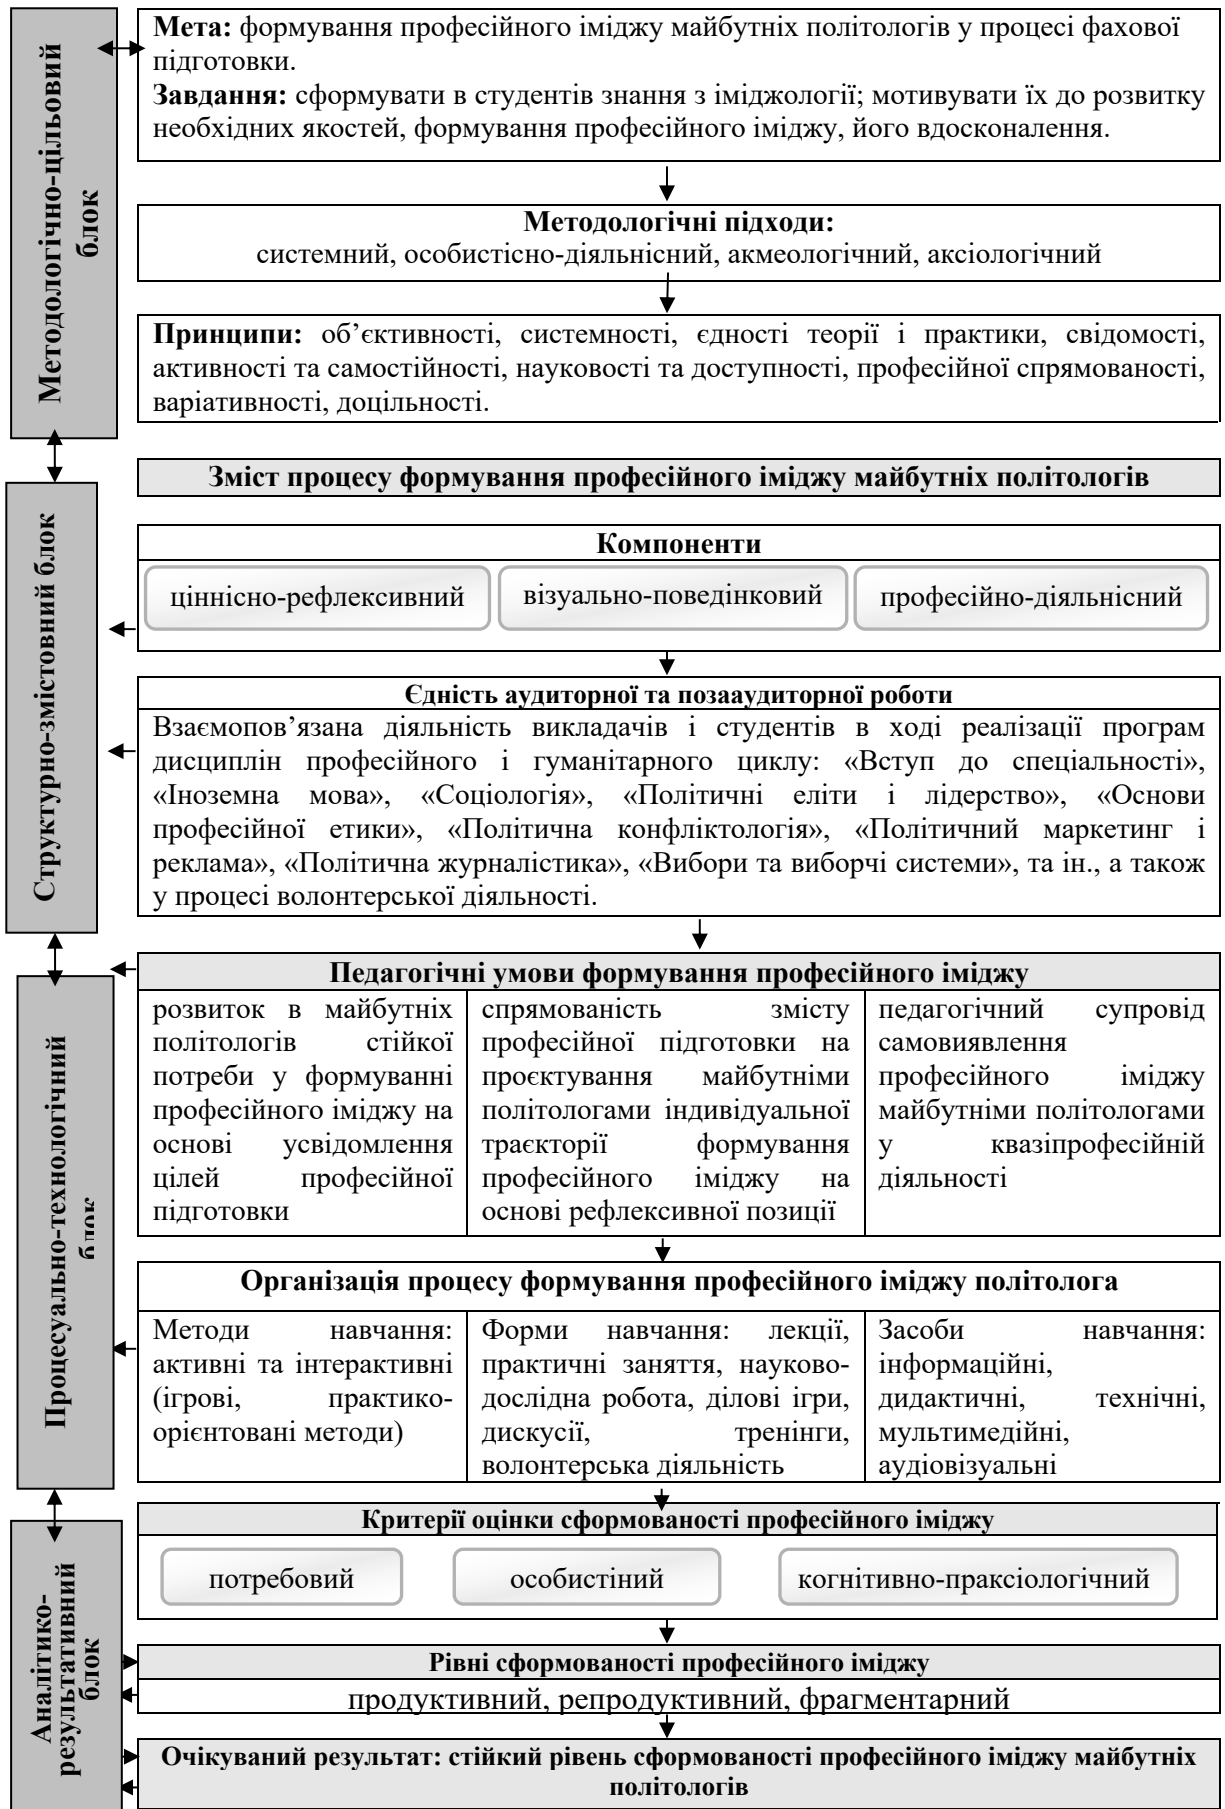 Методологічно-цільовий
блок
Мета: формування професійного іміджу майбутніх політологів у процесі фахової
підготовки.
Завдання: сформувати в студентів знання з іміджології; мотивувати їх до розвитку
необхідних якостей, формування професійного іміджу, його вдосконалення.
Методологічні підходи:
системний, особистісно-діяльнісний, акмеологічний, аксіологічний
Принципи: об’єктивності, системності, єдності теорії і практики, свідомості,
активності та самостійності, науковості та доступності, професійної спрямованості,
варіативності, доцільності.
Структурно-змістовний блок
Зміст процесу формування професійного іміджу майбутніх політологів
Компоненти
ціннісно-рефлексивний
візуально-поведінковий
професійно-діяльнісний
Єдність аудиторної та позааудиторної роботи
Взаємопов’язана діяльність викладачів і студентів в ході реалізації програм
дисциплін професійного і гуманітарного циклу: «Вступ до спеціальності»,
«Іноземна мова», «Соціологія», «Політичні еліти і лідерство», «Основи
професійної етики», «Політична конфліктологія», «Політичний маркетинг і
реклама», «Політична журналістика», «Вибори та виборчі системи», та ін., а також
у процесі волонтерської діяльності.
Процесуально-технологічний
блок
Педагогічні умови формування професійного іміджу
розвиток в майбутніх
політологів стійкої
потреби у формуванні
професійного іміджу на
основі усвідомлення
цілей професійної
підготовки
спрямованість змісту
професійної підготовки на
проєктування майбутніми
політологами індивідуальної
траєкторії формування
професійного іміджу на
основі рефлексивної позиції
педагогічний супровід
самовиявлення
професійного іміджу
майбутніми політологами
у квазіпрофесійній
діяльності
Організація процесу формування професійного іміджу політолога
Методи навчання:
активні та інтерактивні
(ігрові, практико-
орієнтовані методи)
Форми навчання: лекції,
практичні заняття, науково-
дослідна робота, ділові ігри,
дискусії, тренінги,
волонтерська діяльність
Засоби навчання:
інформаційні,
дидактичні, технічні,
мультимедійні,
аудіовізуальні
Аналітико-
результативний
блок
Критерії оцінки сформованості професійного іміджу
потребовий
особистіний
когнітивно-праксіологічний
Рівні сформованості професійного іміджу
продуктивний, репродуктивний, фрагментарний
Очікуваний результат: стійкий рівень сформованості професійного іміджу майбутніх
політологів